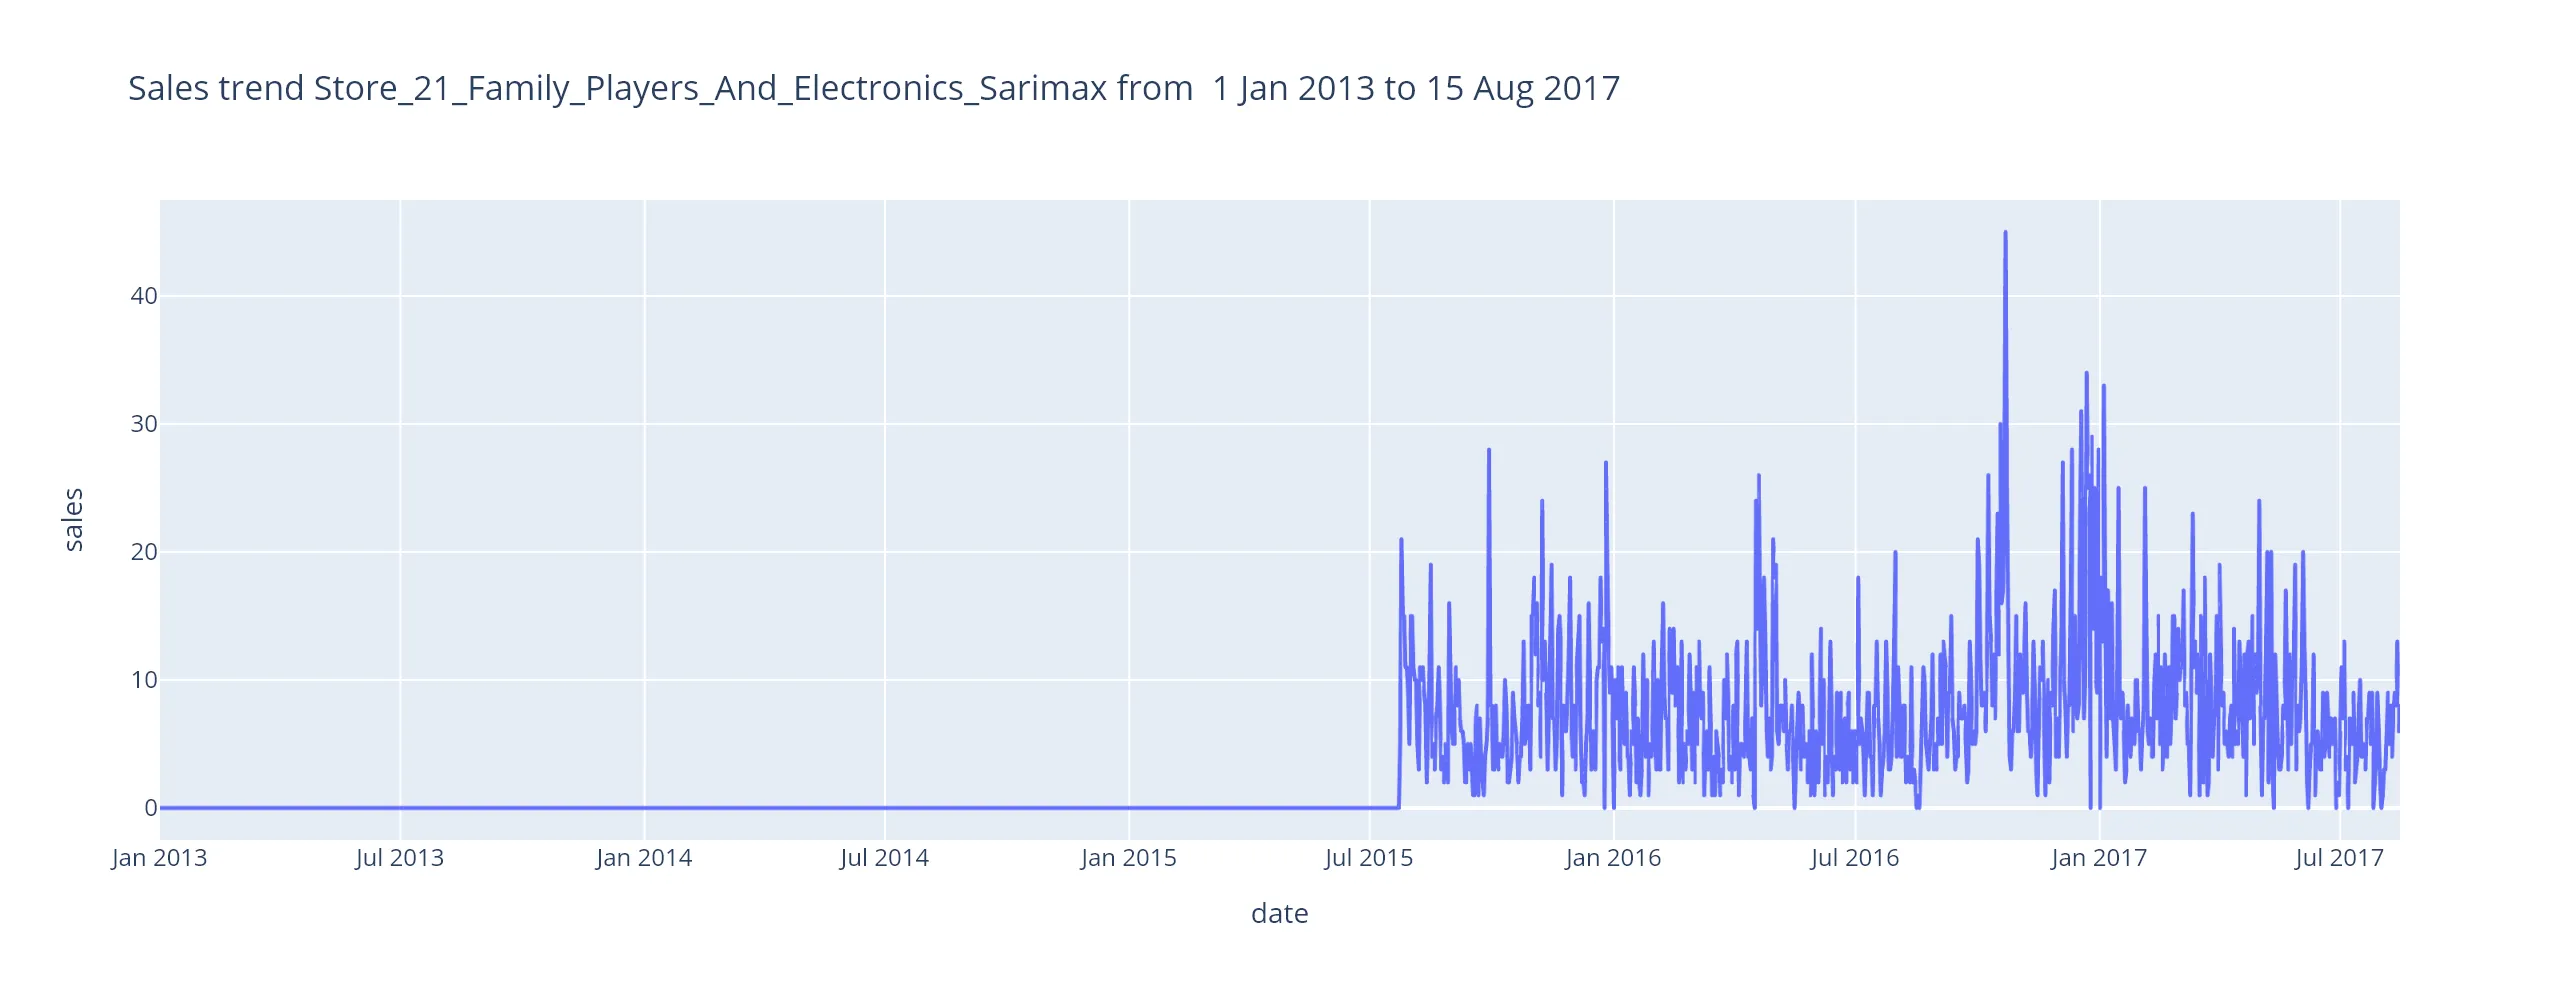 Sales trend Store_21_Family_Players_And_Electronics_Sarimax from  1 Jan 2013 to 15 Aug 2017
40
30
20
10
0
sales
Jan 2013
Jul 2013
Jan 2014
Jul 2014
Jan 2015
Jul 2015
Jan 2016
Jul 2016
Jan 2017
Jul 2017
date